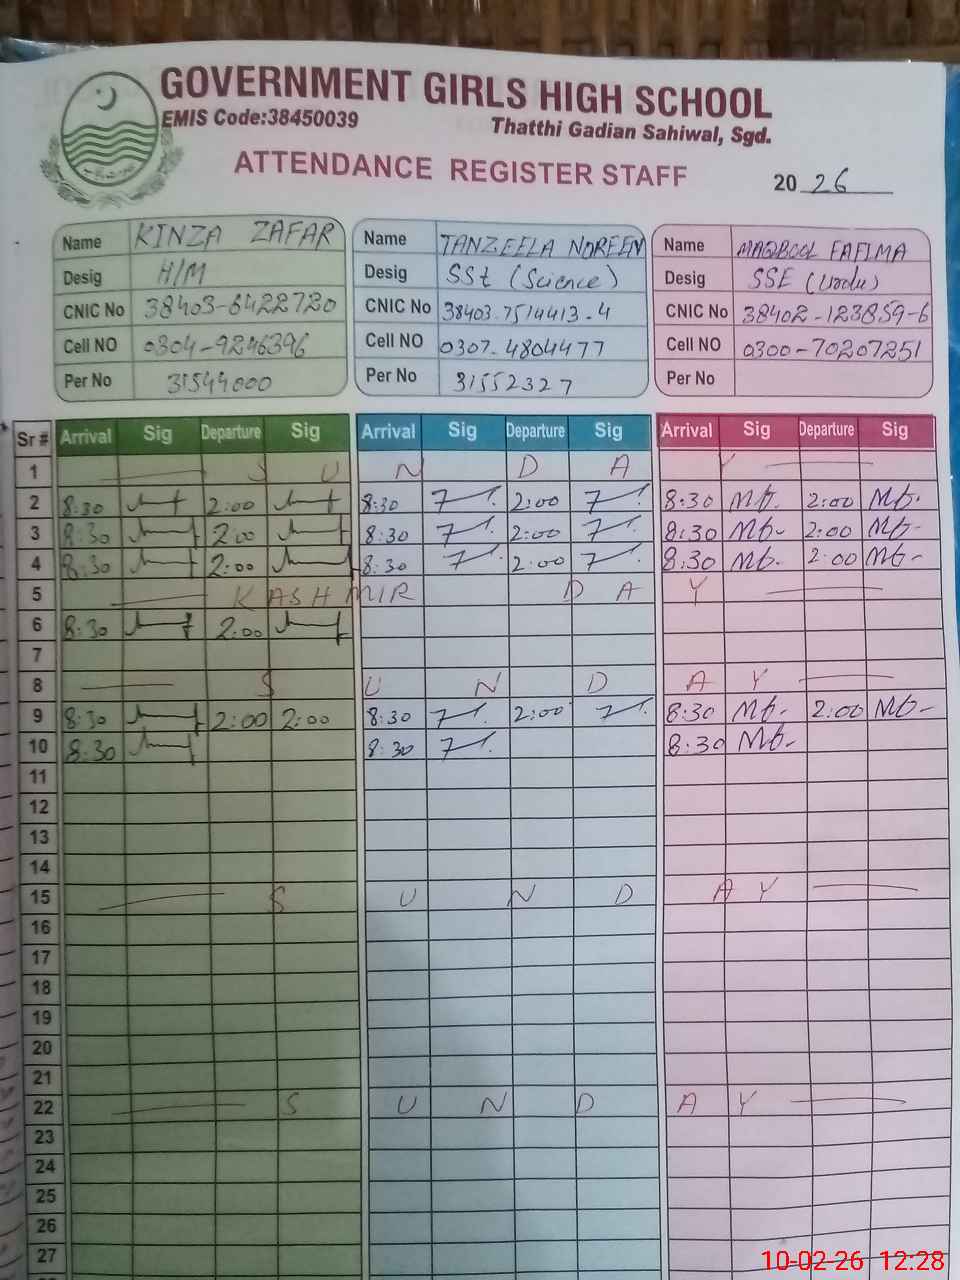 GOVERNMENT GIRLS HIGH SCHOOL
EMIS Code:38450039 Thatthi Gadian Sahiwal, Sgd.
ATTENDANCE REGISTER STAFF
20 26
Name KINZA ZAFAR Name TANZEELA NOREEN Name MAQBOOL FATIMA
Desig H/M Desig SSt (Science) Desig SSE (Urdu)
CNIC No 38403-6422720 CNIC No 38403-7514413-4 CNIC No 38402-123859-6
Cell NO 0304-9246396 Cell NO 0307-4804477 Cell NO 0300-70207251
Per No 31544000 Per No 31552327 Per No
Sr # Arrival Sig Departure Sig Arrival Sig Departure Sig Arrival Sig Departure Sig
1 S U N D A Y
2 8:30 2:00 8:30 2:00 8:30 Mf. 2:00 Mf.
3 8:30 2:00 8:30 2:00 8:30 Mf- 2:00 Mf-
4 8:30 2:00 8:30 2:00 8:30 Mf. 2:00 Mf-
5 KASHMIR D A Y
6 8:30 2:00
7
8 S U N D A Y
9 8:30 2:00 2:00 8:30 2:00 8:30 Mf- 2:00 Mf-
10 8:30 8:30 8:30 Mf-
11
12
13
14
15 S U N D A Y
16
17
18
19
20
21
22 S U N D A Y
23
24
25
26
27
10-02-26 12:28